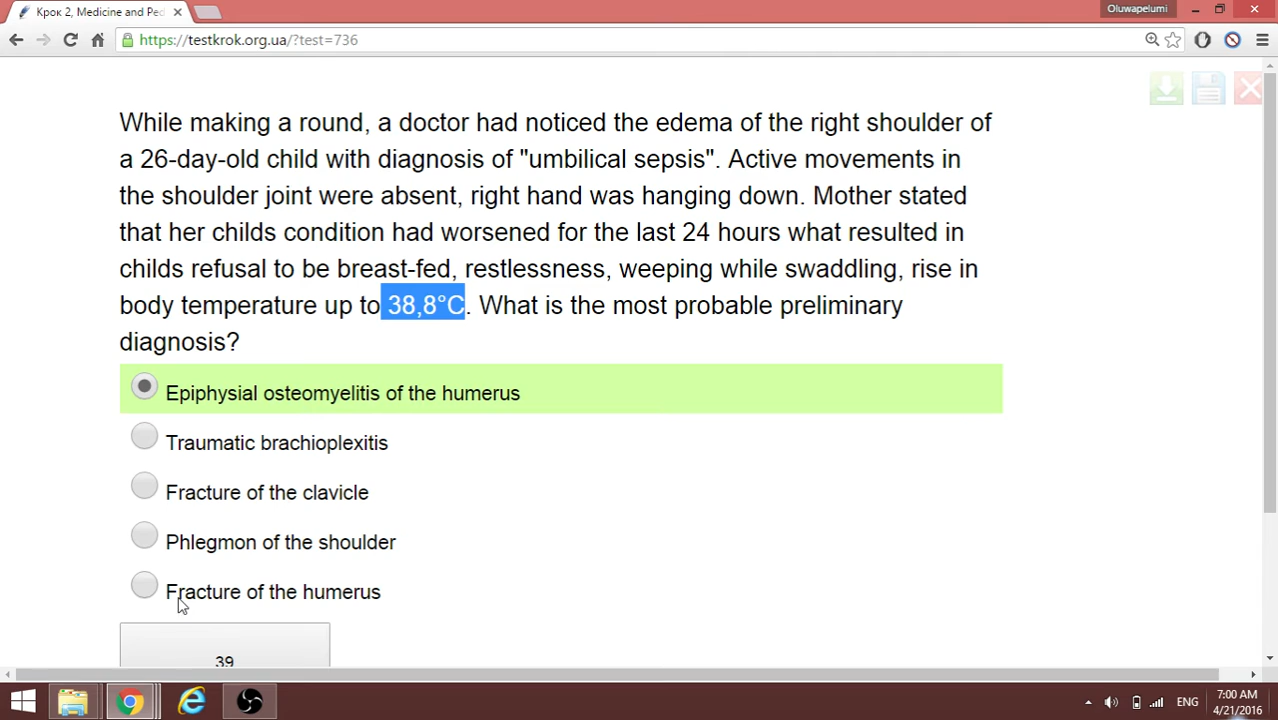 Крок 2, Medicine and Ped
Oluwapelumi
https://testkrok.org.ua/?test=736
While making a round, a doctor had noticed the edema of the right shoulder of
a 26-day-old child with diagnosis of "umbilical sepsis". Active movements in
the shoulder joint were absent, right hand was hanging down. Mother stated
that her childs condition had worsened for the last 24 hours what resulted in
childs refusal to be breast-fed, restlessness, weeping while swaddling, rise in
body temperature up to 38,8°C. What is the most probable preliminary
diagnosis?
Epiphysial osteomyelitis of the humerus
Traumatic brachioplexitis
Fracture of the clavicle
Phlegmon of the shoulder
Fracture of the humerus
39
ENG
7:00 AM
4/21/2016